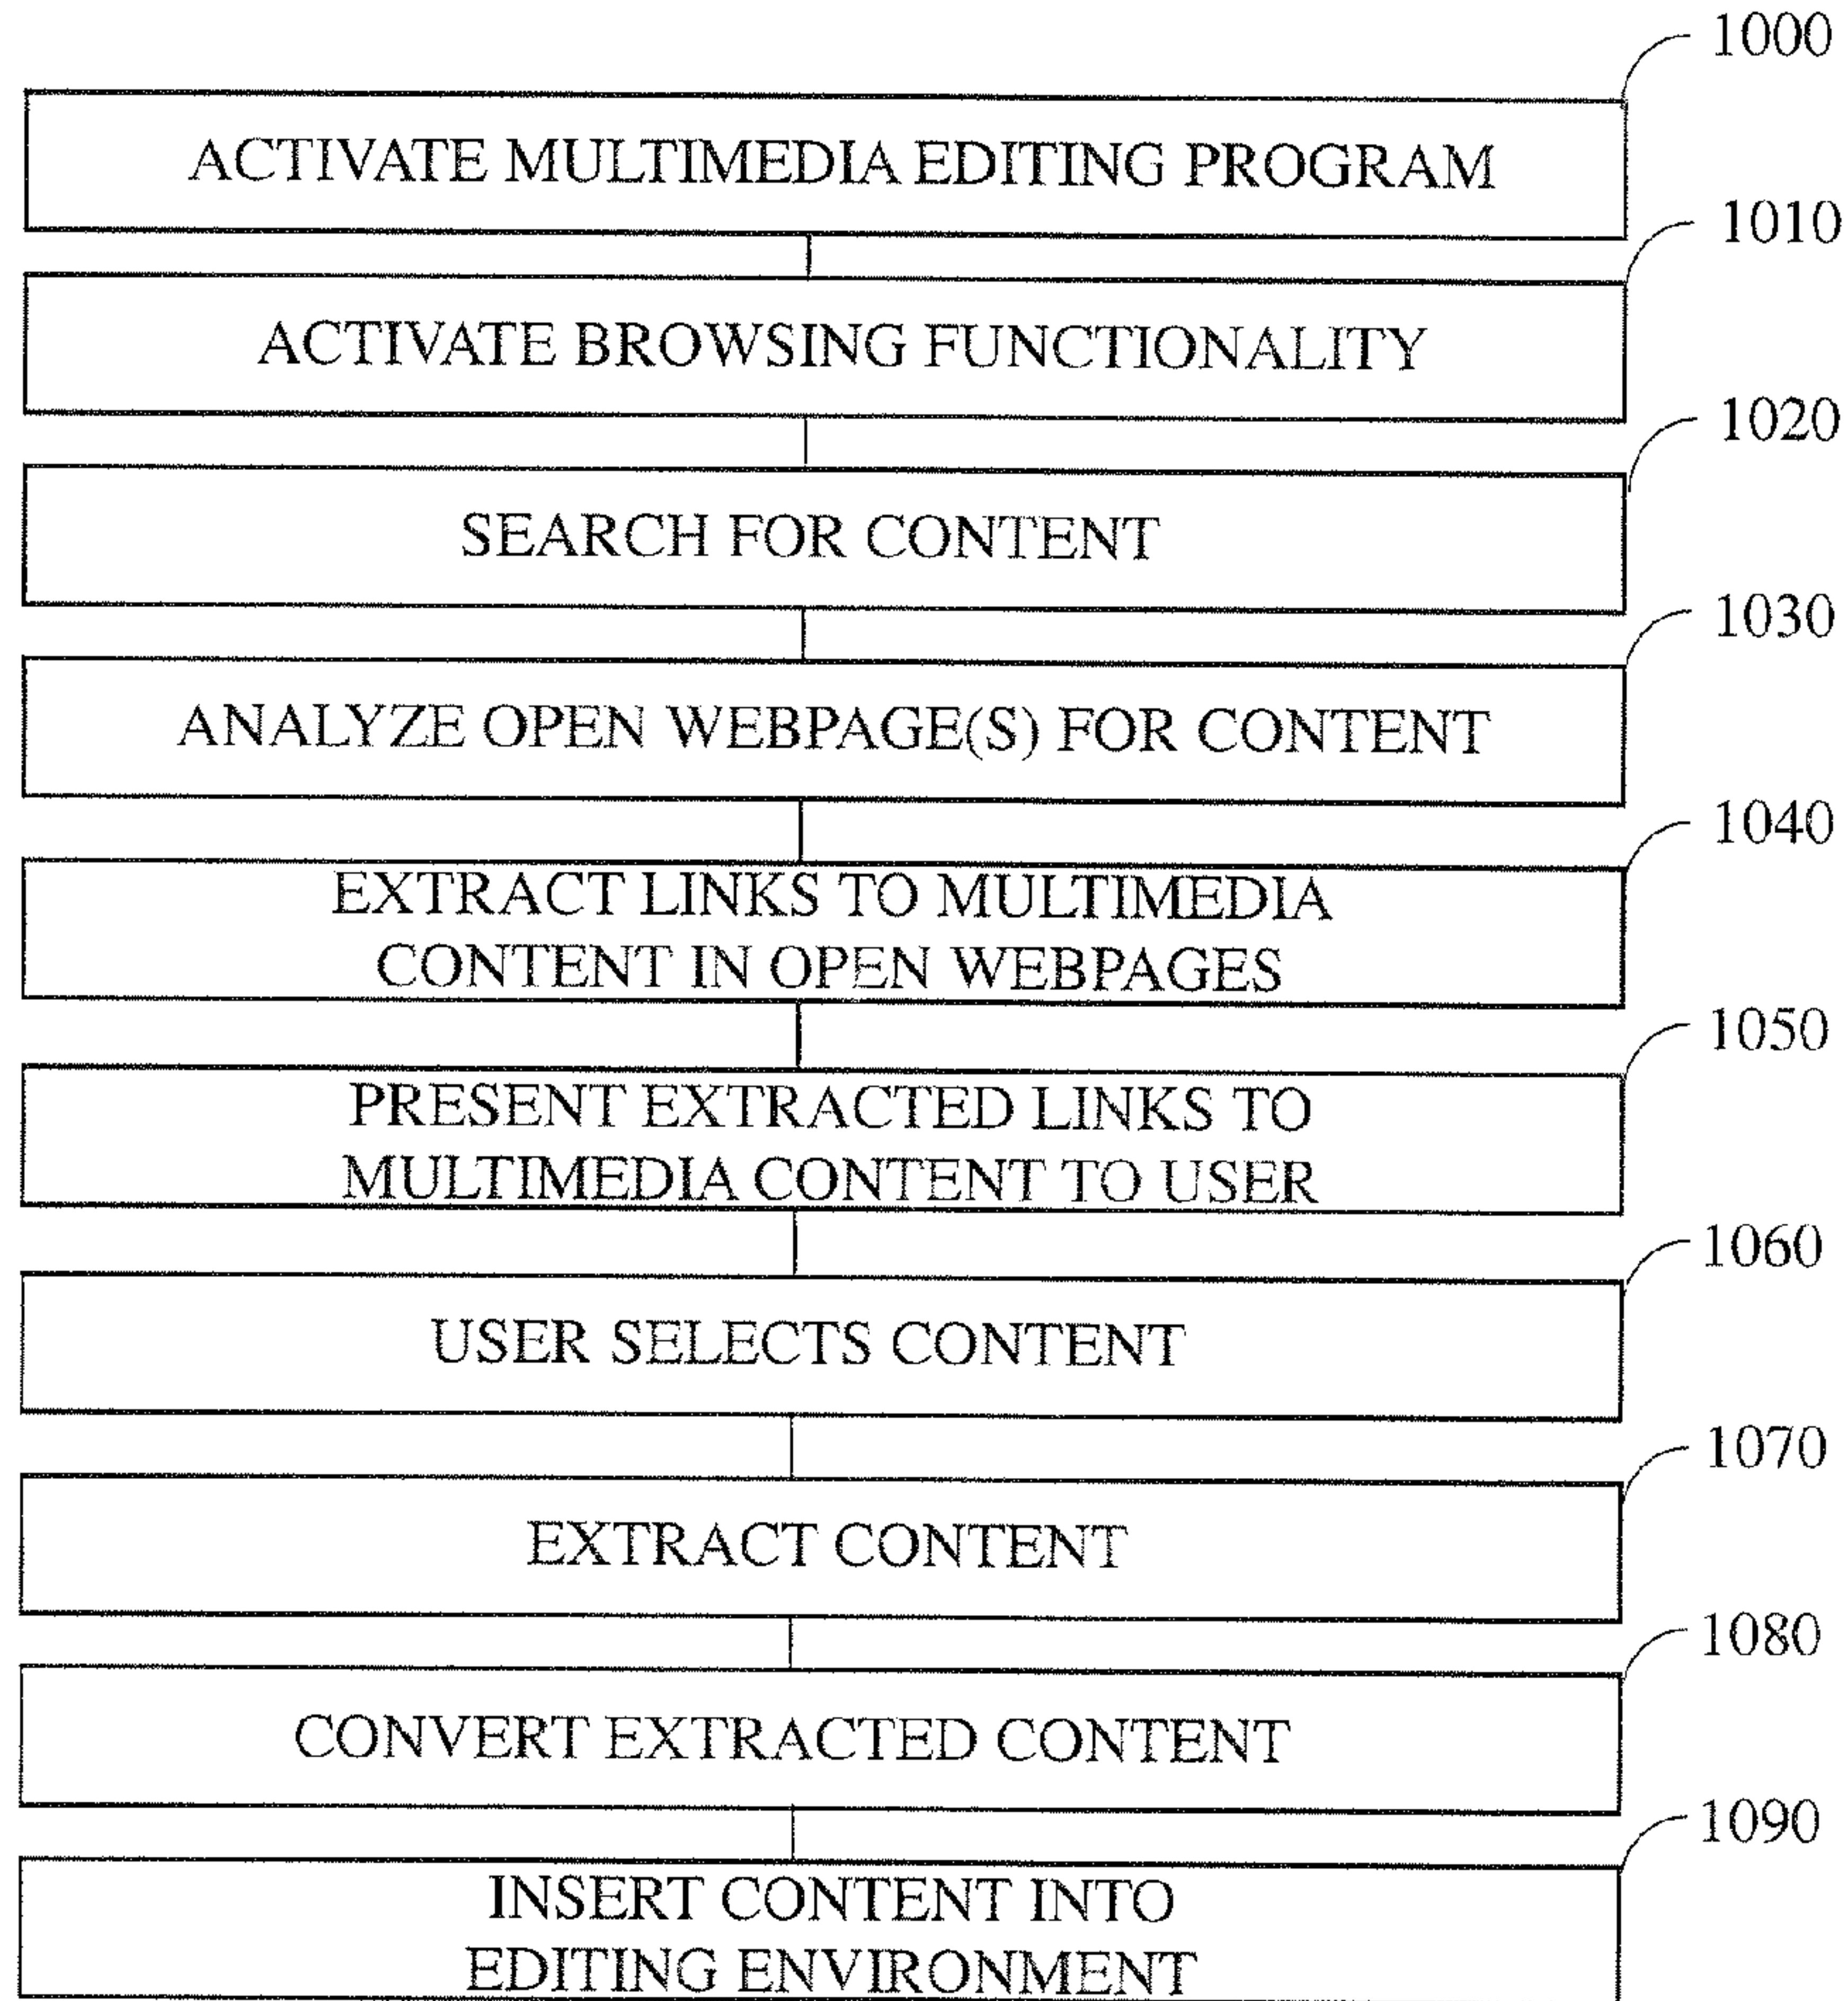 1000
ACTIVATE MULTIMEDIA EDITING PROGRAM
1010
ACTIVATE BROWSING FUNCTIONALITY
1020
SEARCH FOR CONTENT
1030
ANALYZE OPEN WEBPAGE(S) FOR CONTENT
1040
EXTRACT LINKS TO MULTIMEDIA
CONTENT IN OPEN WEBPAGES
1050
PRESENT EXTRACTED LINKS TO
MULTIMEDIA CONTENT TO USER
1060
USER SELECTS CONTENT
1070
EXTRACT CONTENT
1080
CONVERT EXTRACTED CONTENT
1090
INSERT CONTENT INTO
EDITING ENVIRONMENT